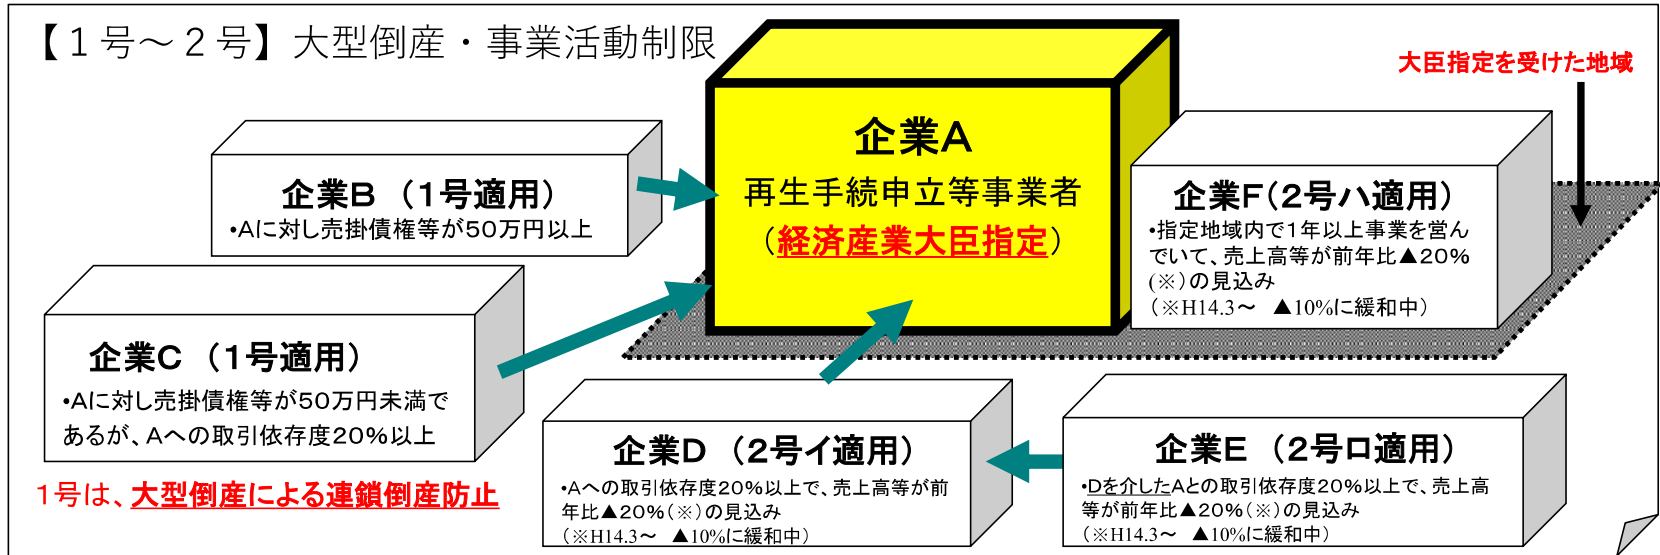 【１号～２号】大型倒産・事業活動制限
大臣指定を受けた地域
企業A
再生手続申立等事業者
（経済産業大臣指定）
企業B （1号適用）
•Aに対し売掛債権等が50万円以上
企業F（2号ハ適用）
•指定地域内で1年以上事業を営ん
でいて、売上高等が前年比▲20%
(※)の見込み
（※H14.3～　▲10%に緩和中）
企業C （1号適用）
•Aに対し売掛債権等が50万円未満で
あるが、Aへの取引依存度20%以上
1号は、大型倒産による連鎖倒産防止
企業D （2号イ適用）
•Aへの取引依存度20%以上で、売上高等が前
年比▲20%(※)の見込み
（※H14.3～　▲10%に緩和中）
企業E （2号ロ適用）
•Dを介したAとの取引依存度20%以上で、売上高
等が前年比▲20%(※)の見込み
（※H14.3～　▲10%に緩和中）